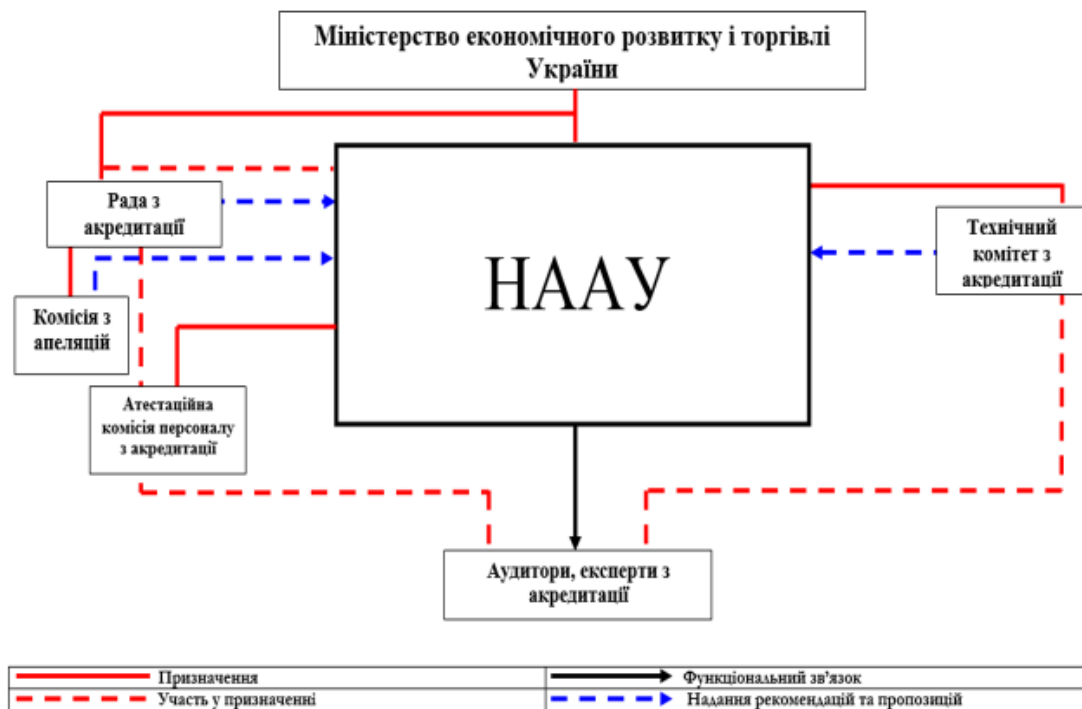 Міністерство економічного розвитку і торгівлі
України
Рада з
акредитації
НААУ
Технічний
комітет з
акредитації
Комісія з
апеляцій
Атестаційна
комісія персоналу
з акредитації
Аудитори, експерти з
акредитації
Призначення
Функціональний зв'язок
Участь у призначенні
Надання рекомендацій та пропозицій